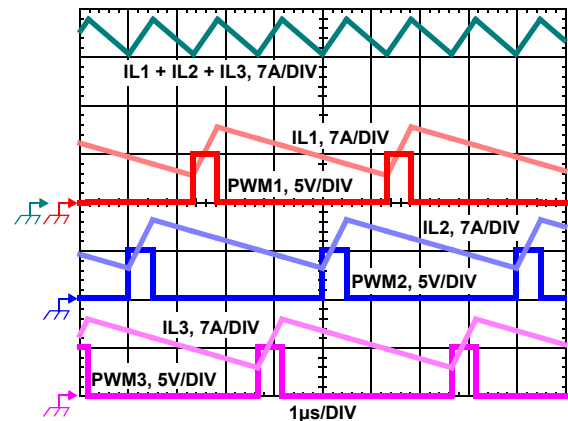 IL1 + IL2 + IL3, 7A/DIV
IL1, 7A/DIV
PWM1, 5V/DIV
IL2, 7A/DIV
PWM2, 5V/DIV
IL3, 7A/DIV
PWM3, 5V/DIV
1µs/DIV